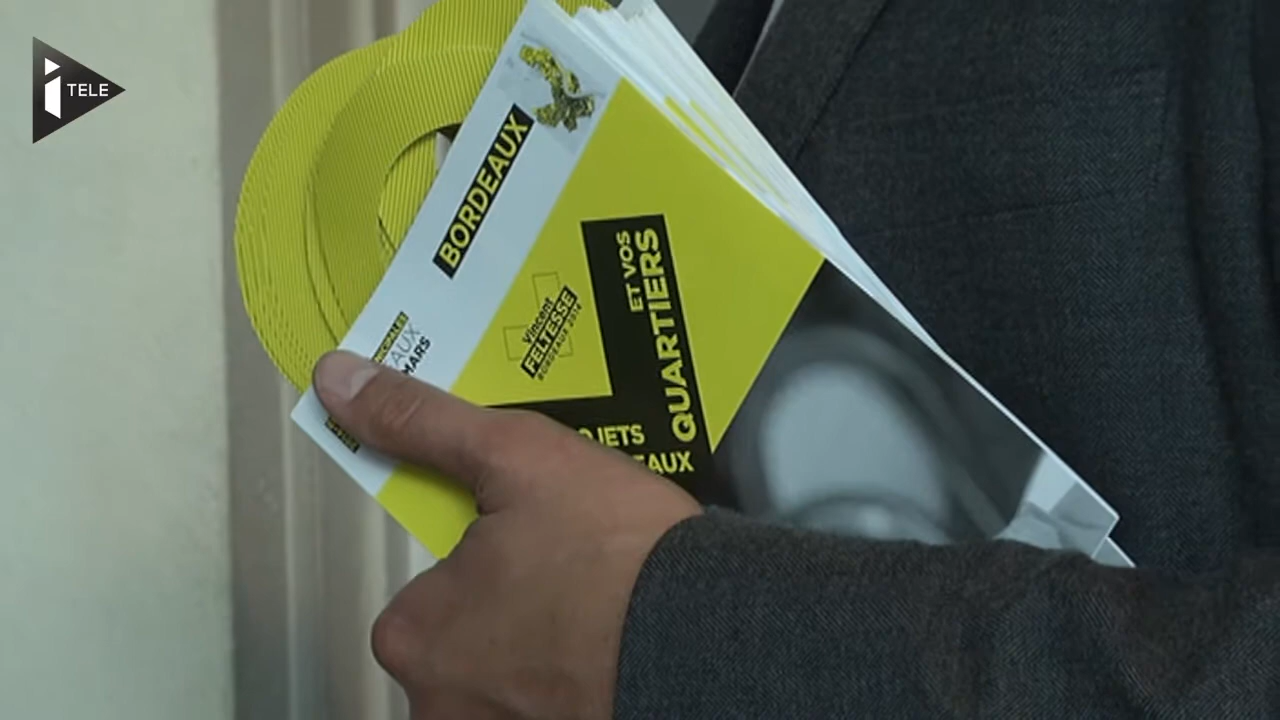 i
TELE
BORDEAUX
ET VOS
QUARTIERS
Vincent
FELTESSE
BORDEAUX 2014
MARS